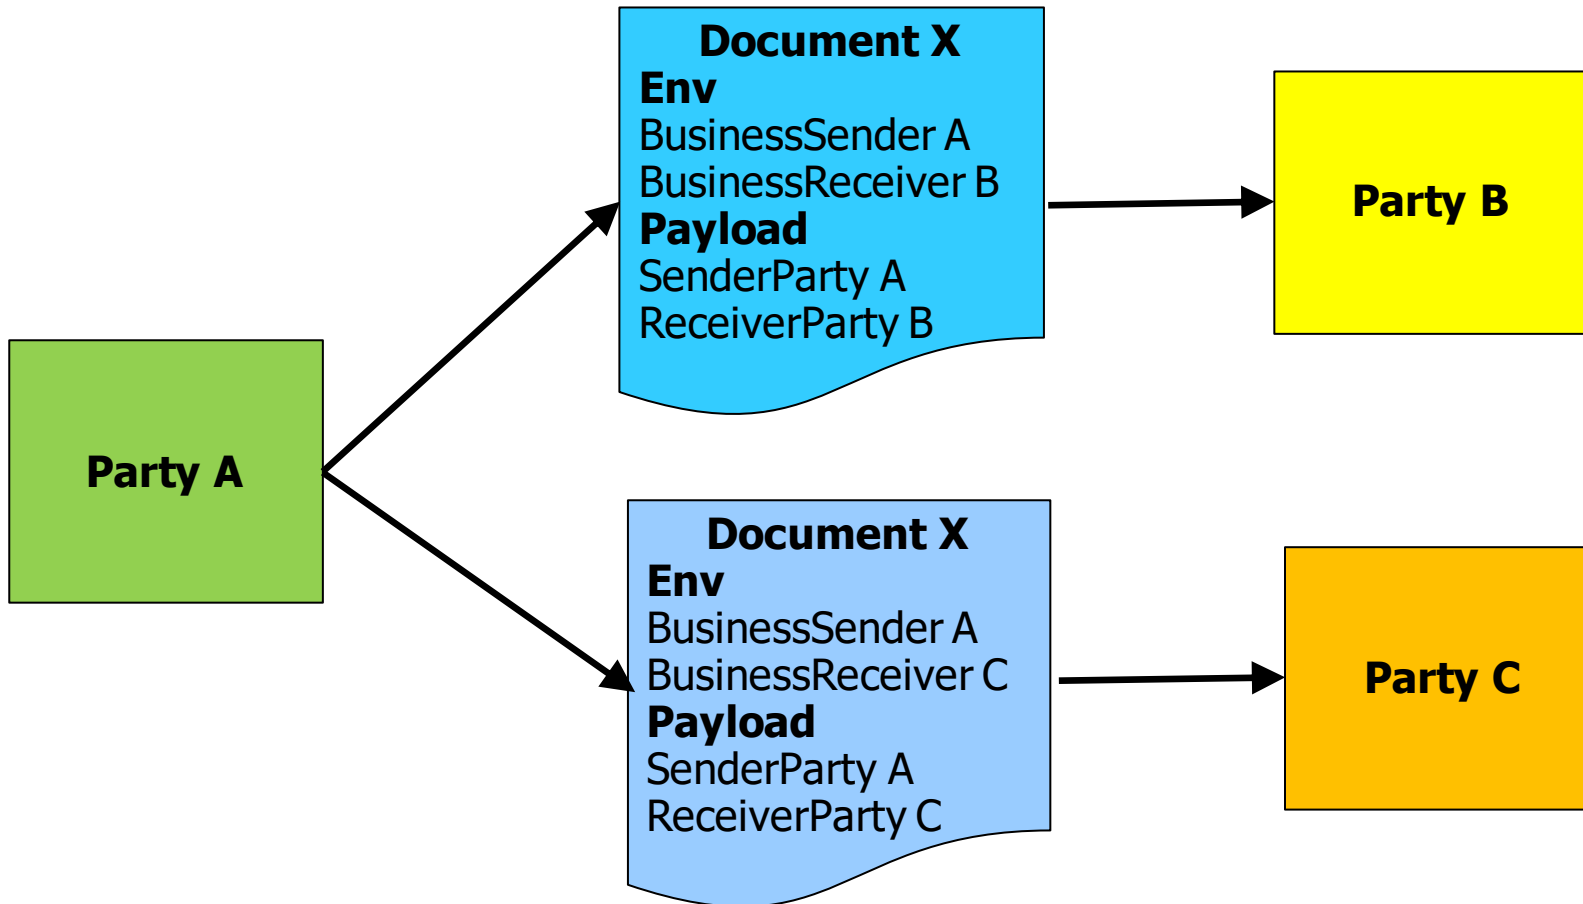 Document X
Env
BusinessSender A
BusinessReceiver B
Payload
SenderParty A
ReceiverParty B
Party B
Party A
Document X
Env
BusinessSender A
BusinessReceiver C
Payload
SenderParty A
ReceiverParty C
Party C